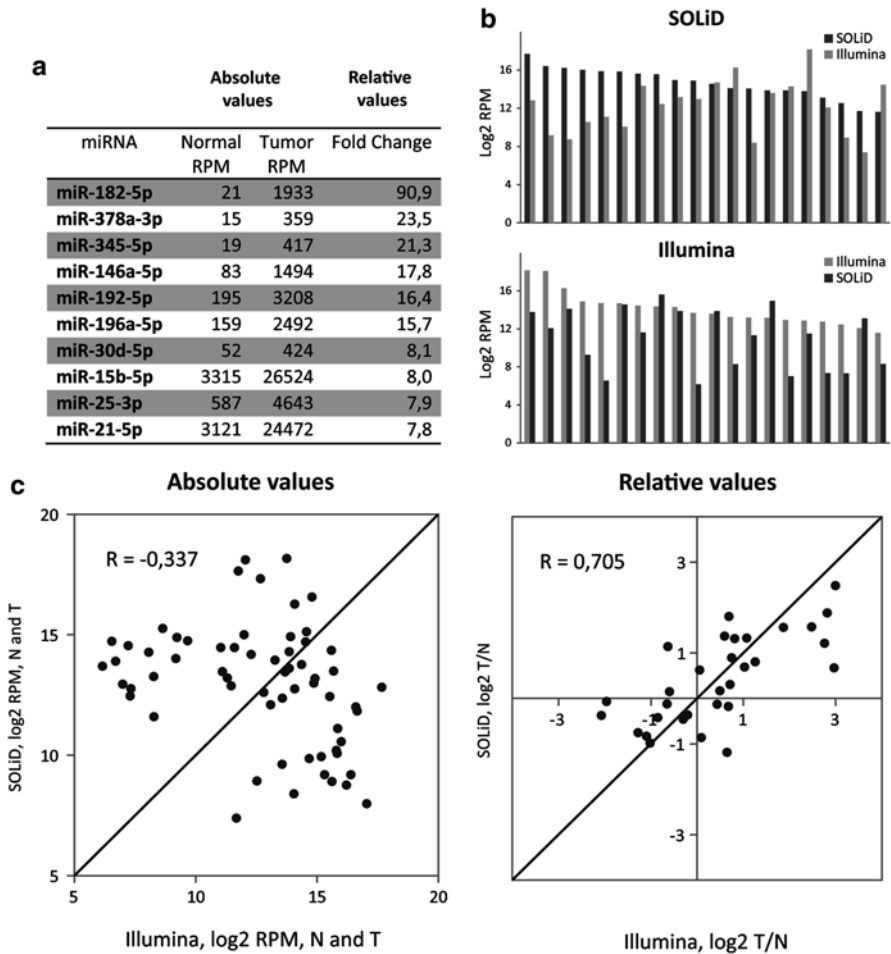 a
Absolute values
Relative values
miRNA Normal RPM Tumor RPM Fold Change
miR-182-5p 21 1933 90,9
miR-378a-3p 15 359 23,5
miR-345-5p 19 417 21,3
miR-146a-5p 83 1494 17,8
miR-192-5p 195 3208 16,4
miR-196a-5p 159 2492 15,7
miR-30d-5p 52 424 8,1
miR-15b-5p 3315 26524 8,0
miR-25-3p 587 4643 7,9
miR-21-5p 3121 24472 7,8
b
SOLiD
SOLiD
Illumina
Log2 RPM
20
16
12
8
4
0
Illumina
Illumina
SOLiD
Log2 RPM
20
16
12
8
4
0
c
Absolute values
R = -0,337
SOLiD, log2 RPM, N and T
20
15
10
5
5 10 15 20
Illumina, log2 RPM, N and T
Relative values
R = 0,705
SOLiD, log2 T/N
3
1
-3 -1 1 3
-1
-3
Illumina, log2 T/N